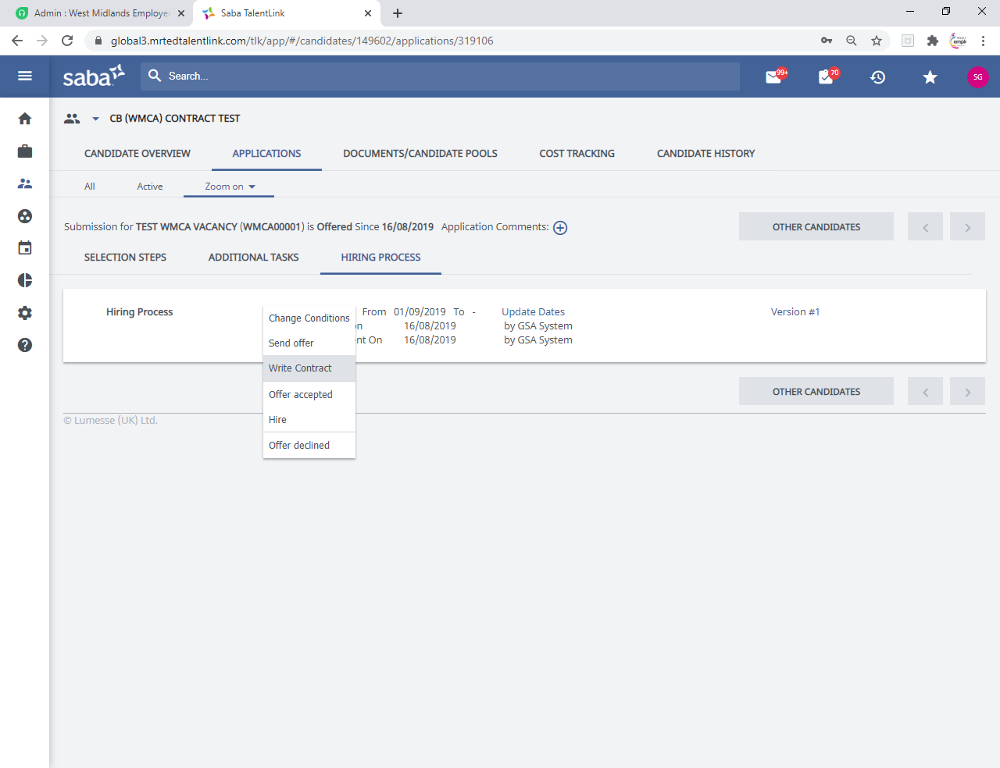 Admin : West Midlands Employer
Saba TalentLink
global3.mrtedtalentlink.com/tlk/app/#/candidates/149602/applications/319106
saba
Search...
99+
70
SG
CB (WMCA) CONTRACT TEST
CANDIDATE OVERVIEW APPLICATIONS DOCUMENTS/CANDIDATE POOLS COST TRACKING CANDIDATE HISTORY
All Active Zoom on
Submission for TEST WMCA VACANCY (WMCA00001) is Offered Since 16/08/2019 Application Comments:
OTHER CANDIDATES
SELECTION STEPS ADDITIONAL TASKS HIRING PROCESS
Hiring Process
From 01/09/2019 To - Update Dates
Version #1
on 16/08/2019 by GSA System
ent On 16/08/2019 by GSA System
Change Conditions
Send offer
Write Contract
Offer accepted
Hire
Offer declined
OTHER CANDIDATES
© Lumesse (UK) Ltd.